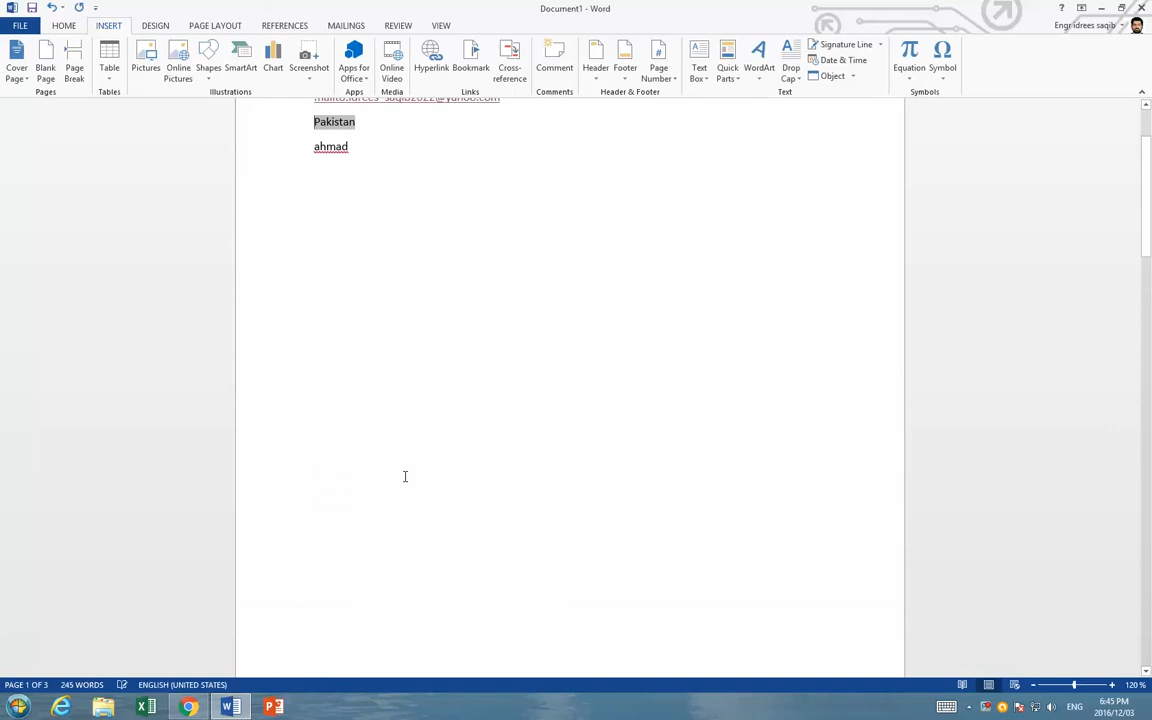 Document1 - Word
FILE HOME INSERT DESIGN PAGE LAYOUT REFERENCES MAILINGS REVIEW VIEW
Engr idrees saqib
Cover Page
Blank Page
Page Break
Pages
Table
Tables
Pictures
Online Pictures
Shapes
SmartArt
Chart
Screenshot
Illustrations
Apps for Office
Apps
Online Video
Media
Hyperlink
Bookmark
Cross-reference
Links
Comment
Comments
Header
Footer
Page Number
Header & Footer
Text Box
Quick Parts
WordArt
Drop Cap
Signature Line
Date & Time
Object
Text
Equation
Symbol
Symbols
Pakistan
ahmad
PAGE 1 OF 3 245 WORDS ENGLISH (UNITED STATES) 120 %
ENG
6:45 PM
2016/12/03